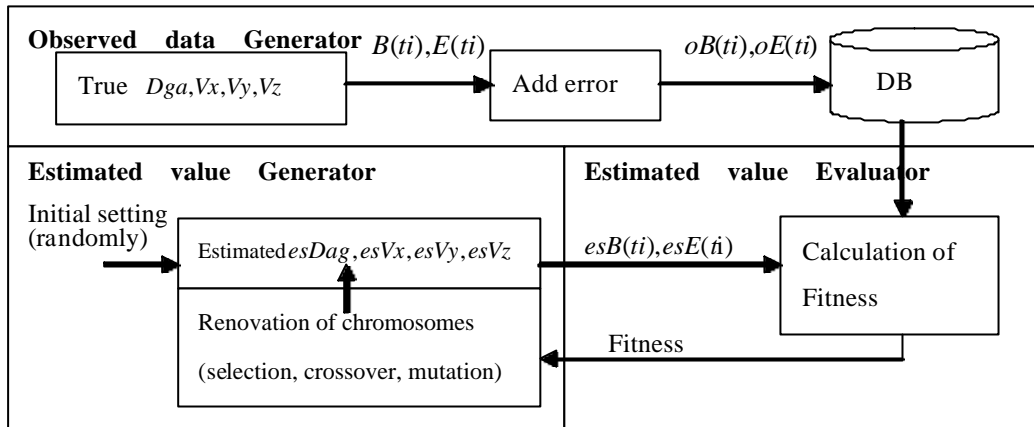 Observed data Generator
B(ti),E(ti)
oB(ti),oE(ti)
True Dga,Vx,Vy,Vz
Add error
DB
Estimated value Generator
Estimated value Evaluator
Initial setting
(randomly)
Estimated esDag,esVx,esVy,esVz
esB(ti),esE(ti)
Calculation of
Fitness
Renovation of chromosomes
(selection, crossover, mutation)
Fitness